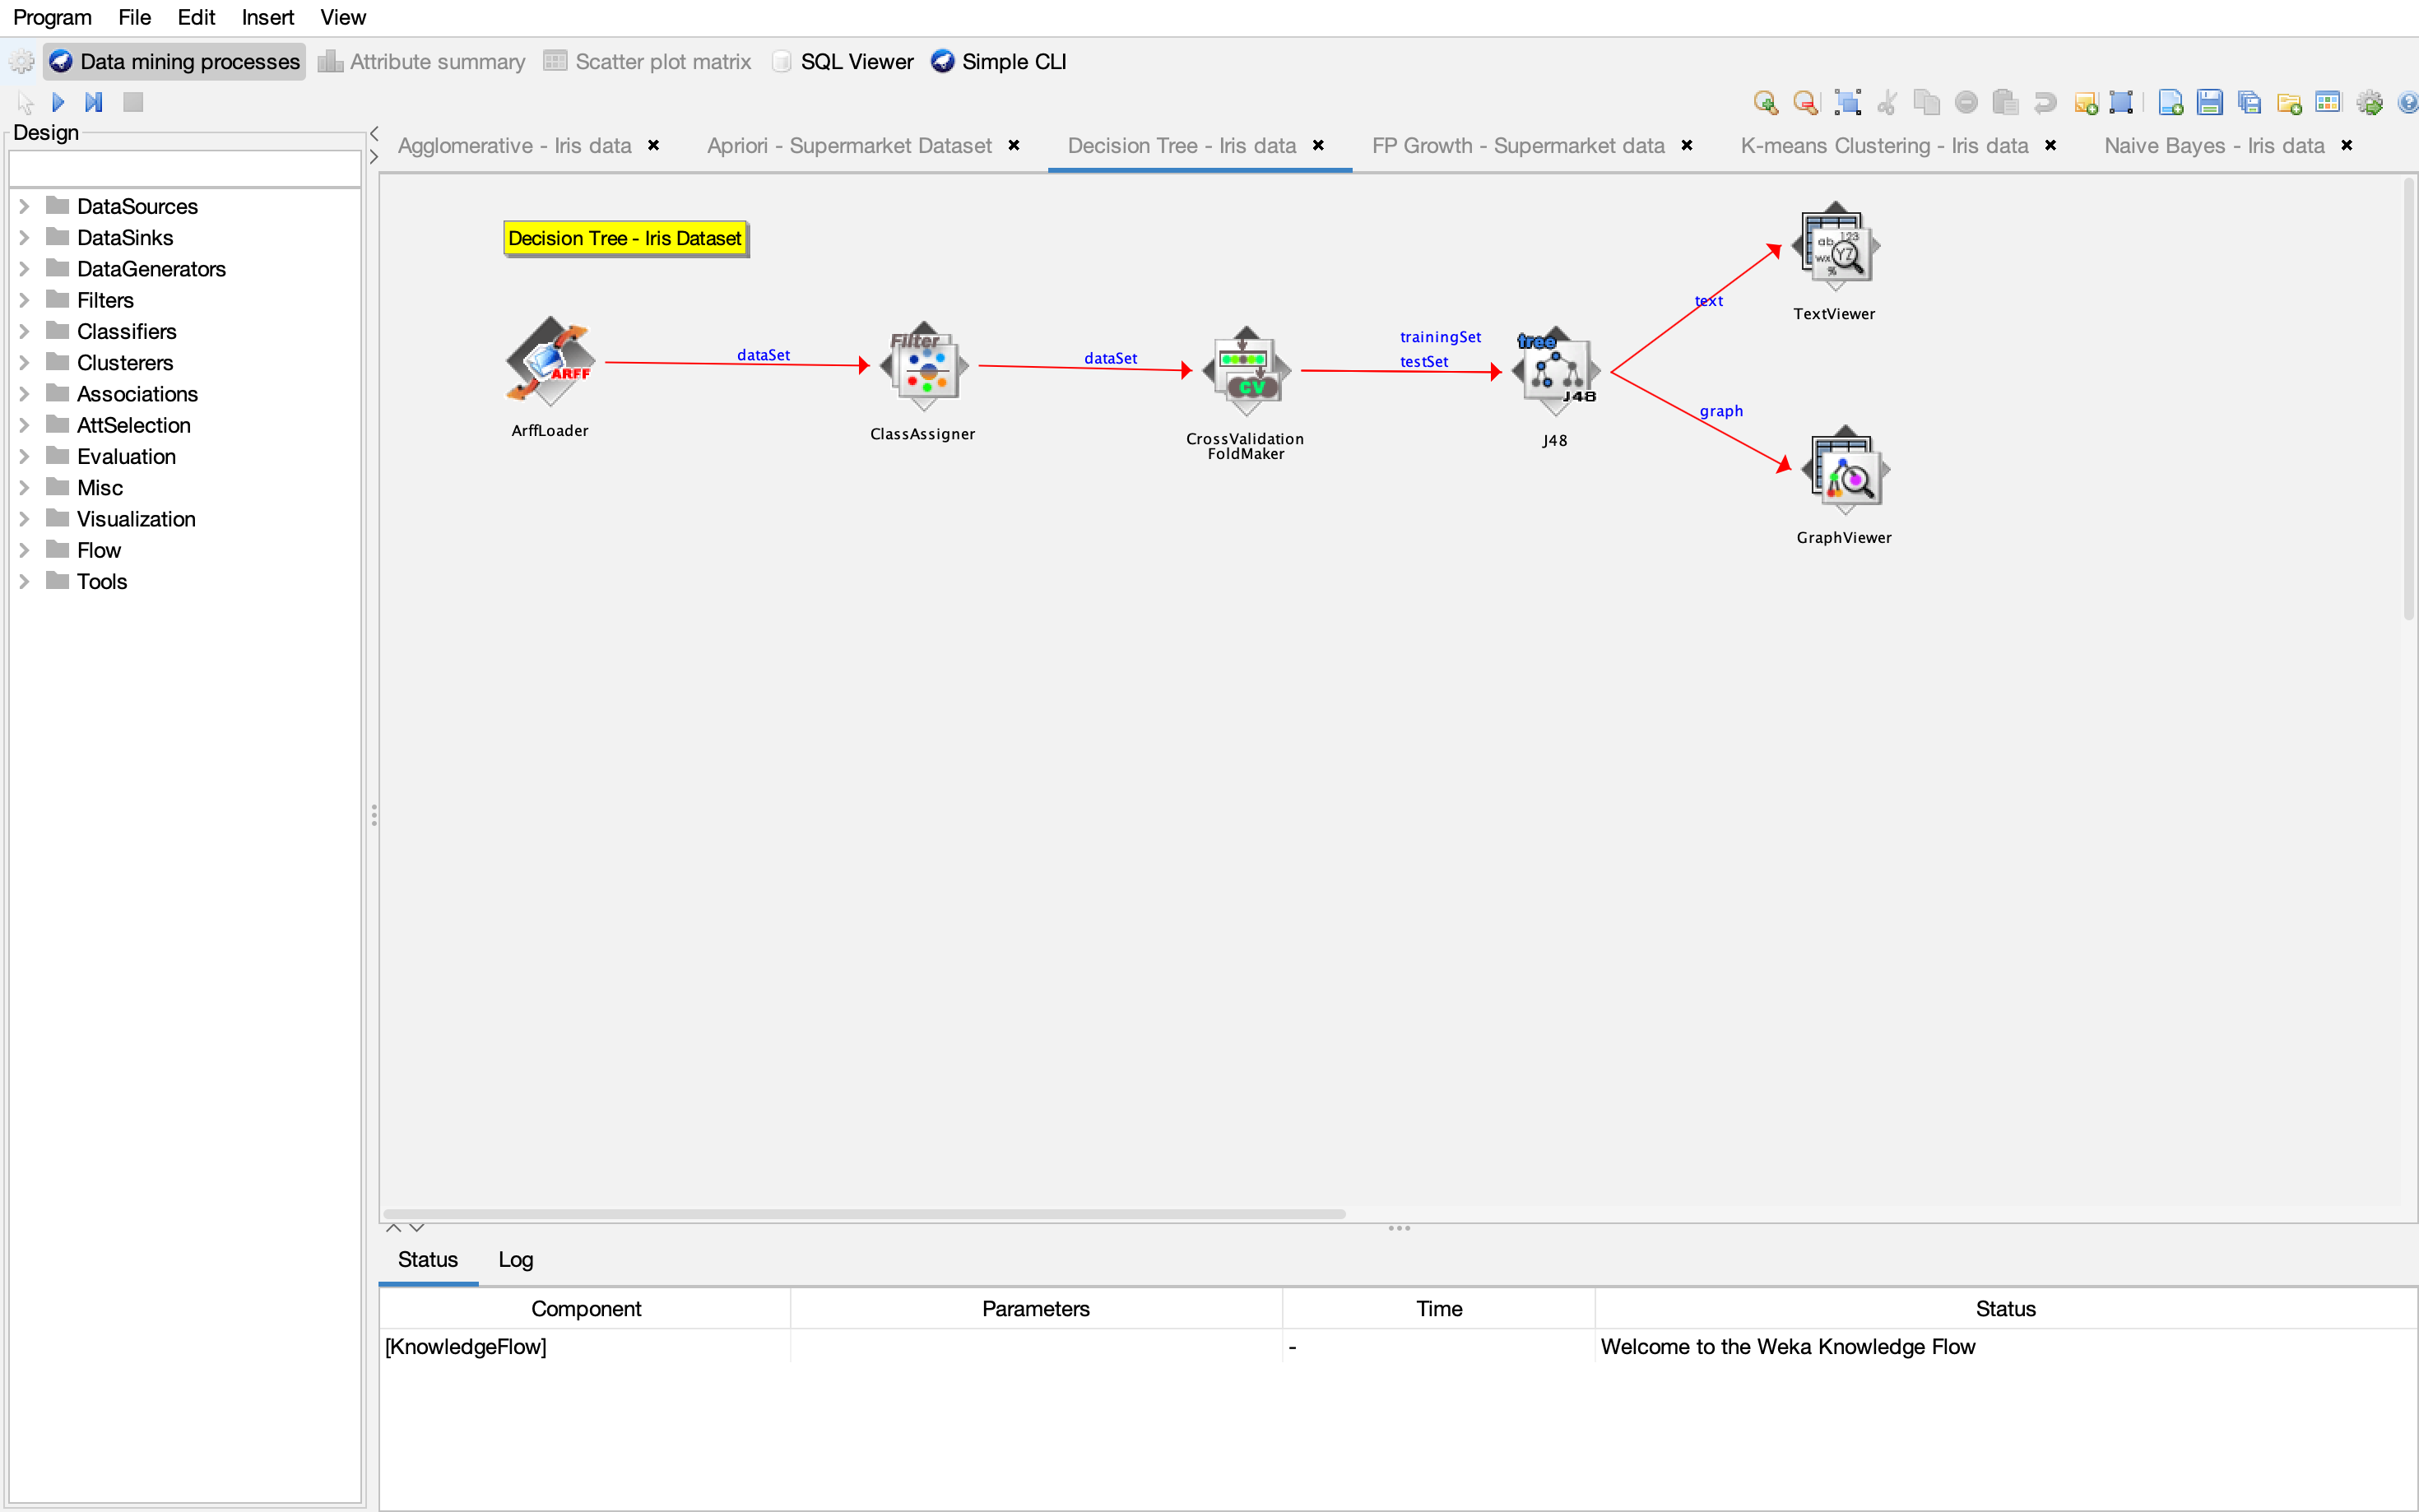 Program File Edit Insert View
Data mining processes Attribute summary Scatter plot matrix SQL Viewer Simple CLI
Design
Agglomerative - Iris data Apriori - Supermarket Dataset Decision Tree - Iris data FP Growth - Supermarket data K-means Clustering - Iris data Naive Bayes - Iris data
DataSources
DataSinks
DataGenerators
Filters
Classifiers
Clusterers
Associations
AttSelection
Evaluation
Misc
Visualization
Flow
Tools
Decision Tree - Iris Dataset
ARFF
ArffLoader
dataSet
Filter
ClassAssigner
dataSet
CV
CrossValidation
FoldMaker
trainingSet
testSet
tree
J48
J48
text
ab 123
wx YZ
%
TextViewer
graph
GraphViewer
Status Log
Component Parameters Time Status
[KnowledgeFlow] - Welcome to the Weka Knowledge Flow